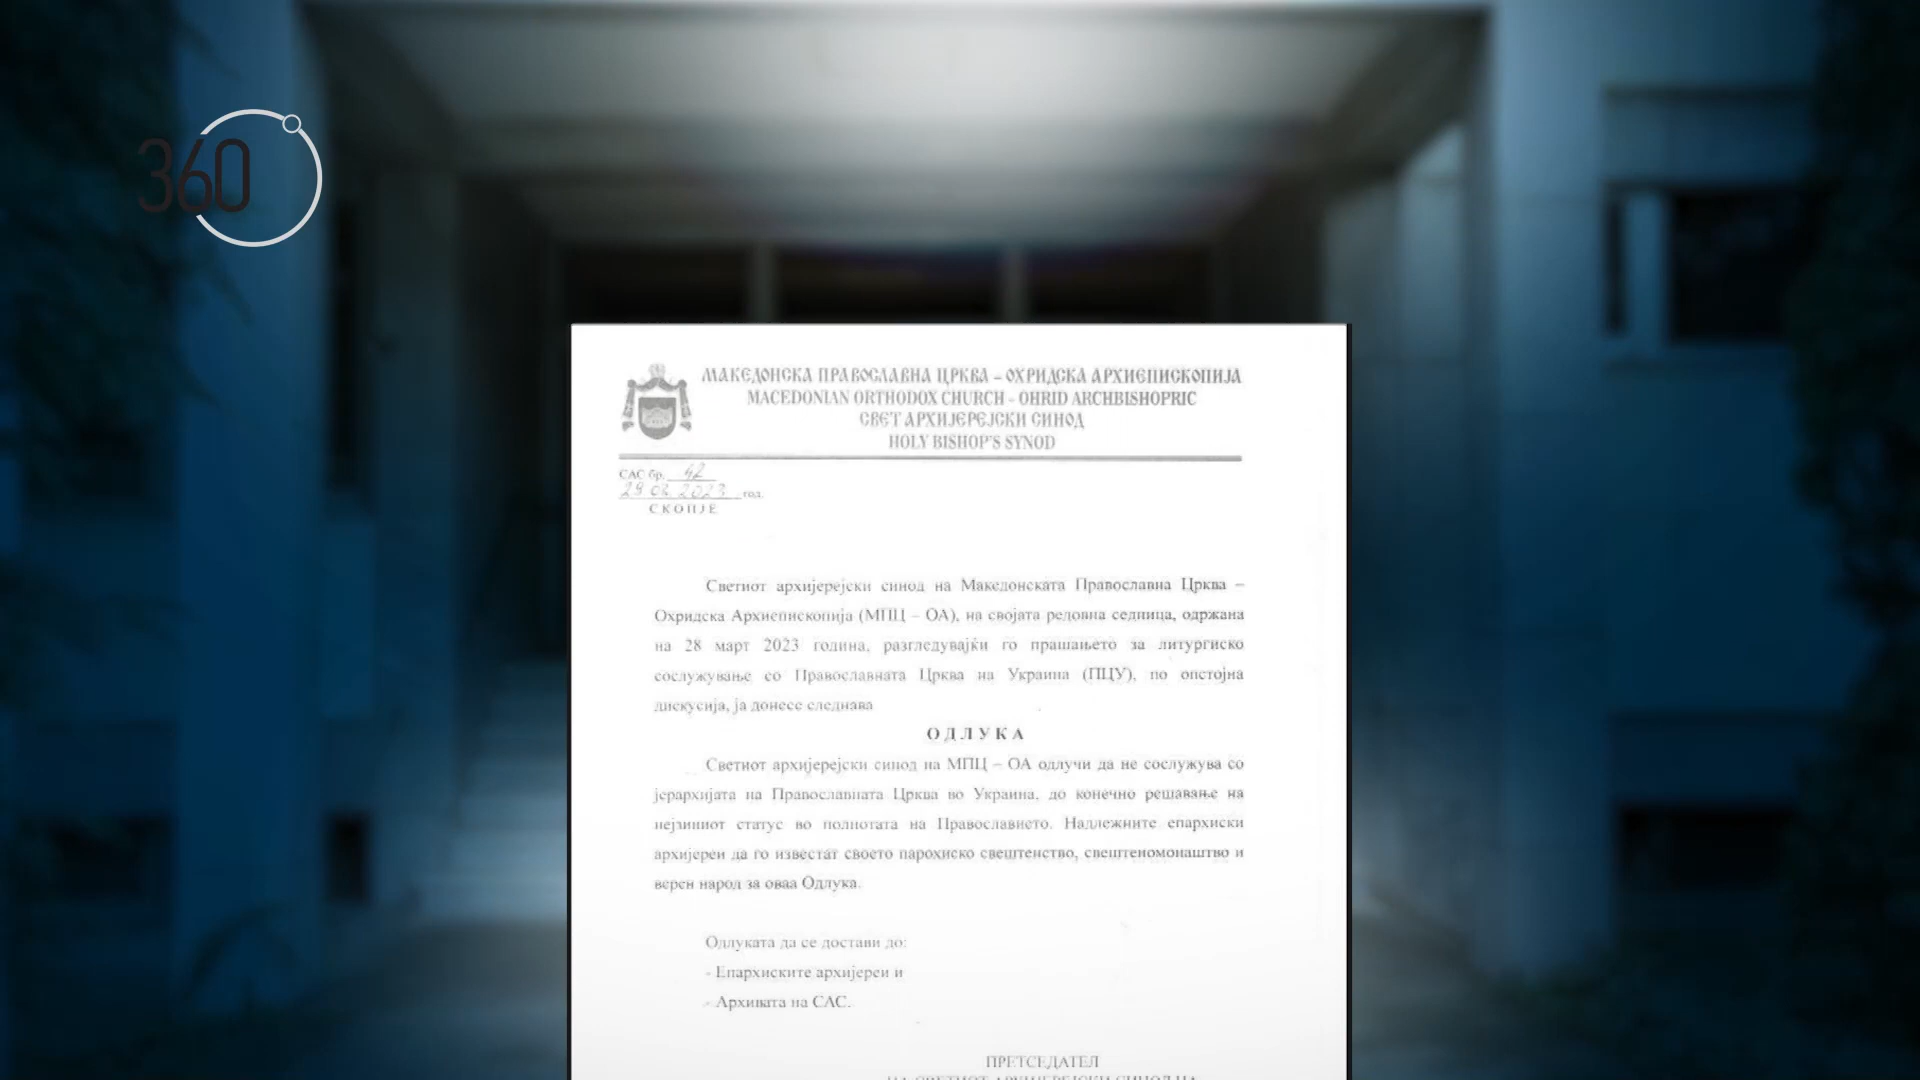 360
МАКЕДОНСКА ПРАВОСЛАВНА ЦРКВА – ОХРИДСКА АРХИЕПИСКОПИЈА
MACEDONIAN ORTHODOX CHURCH - OHRID ARCHBISHOPRIC
СВЕТ АРХИЈЕРЕЈСКИ СИНОД
HOLY BISHOP'S SYNOD
САС бр. 42
2023 год.
СКОПЈЕ
Светиот архијерејски синод на Македонската Православна Црква –
Охридска Архиепископија (МПЦ – ОА), на својата редовна седница, одржана
на 28 март 2023 година, разгледувајќи го прашањето за литургиско
сослужување со Православната Црква на Украина (ПЦУ), по опстојна
дискусија, ја донесе следнава
ОДЛУКА
Светиот архијерејски синод на МПЦ – ОА одлучи да не сослужува со
јерархијата на Православната Црква во Украина, до конечно решавање на
нејзиниот статус во полнотата на Православието. Надлежните епархиски
архијереи да го известат своето парохиско свештенство, свештеномонаштво и
верен народ за оваа Одлука.
Одлуката да се достави до:
- Епархиските архијереи и
- Архивата на САС.
ПРЕТСЕДАТЕЛ
НА СВЕТИОТ АРХИЈЕРЕЈСКИ СИНОД НА